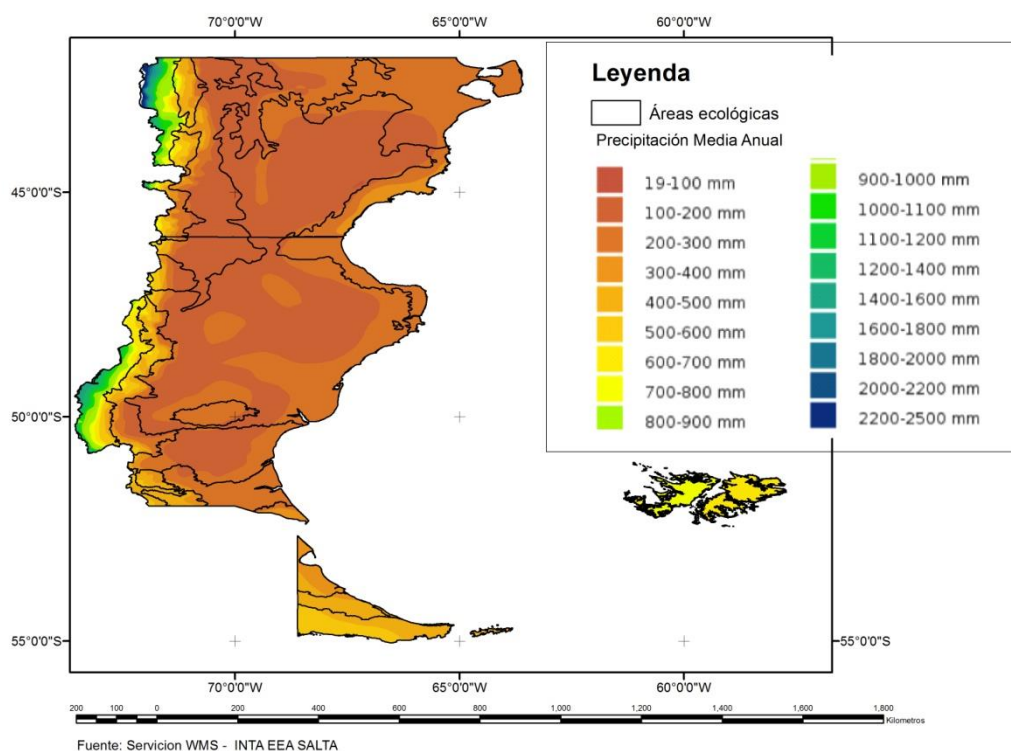 70°0'0"W 65°0'0"W 60°0'0"W
Leyenda
Áreas ecológicas
Precipitación Media Anual
19-100 mm
100-200 mm
200-300 mm
300-400 mm
400-500 mm
500-600 mm
600-700 mm
700-800 mm
800-900 mm
900-1000 mm
1000-1100 mm
1100-1200 mm
1200-1400 mm
1400-1600 mm
1600-1800 mm
1800-2000 mm
2000-2200 mm
2200-2500 mm
45°0'0"S
50°0'0"S
55°0'0"S 55°0'0"S
70°0'0"W 65°0'0"W 60°0'0"W
200 100 0 200 400 600 800 1,000 1,200 1,400 1,600 1,800
Kilometros
Fuente: Servicion WMS - INTA EEA SALTA